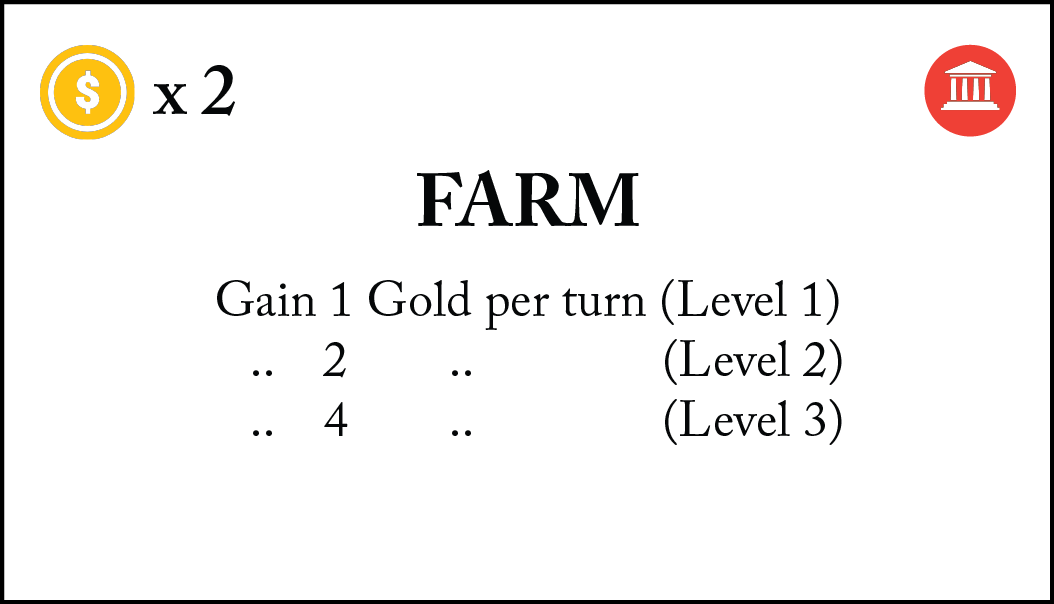 $ x 2
FARM
Gain 1 Gold per turn (Level 1)
.. 2 .. (Level 2)
.. 4 .. (Level 3)